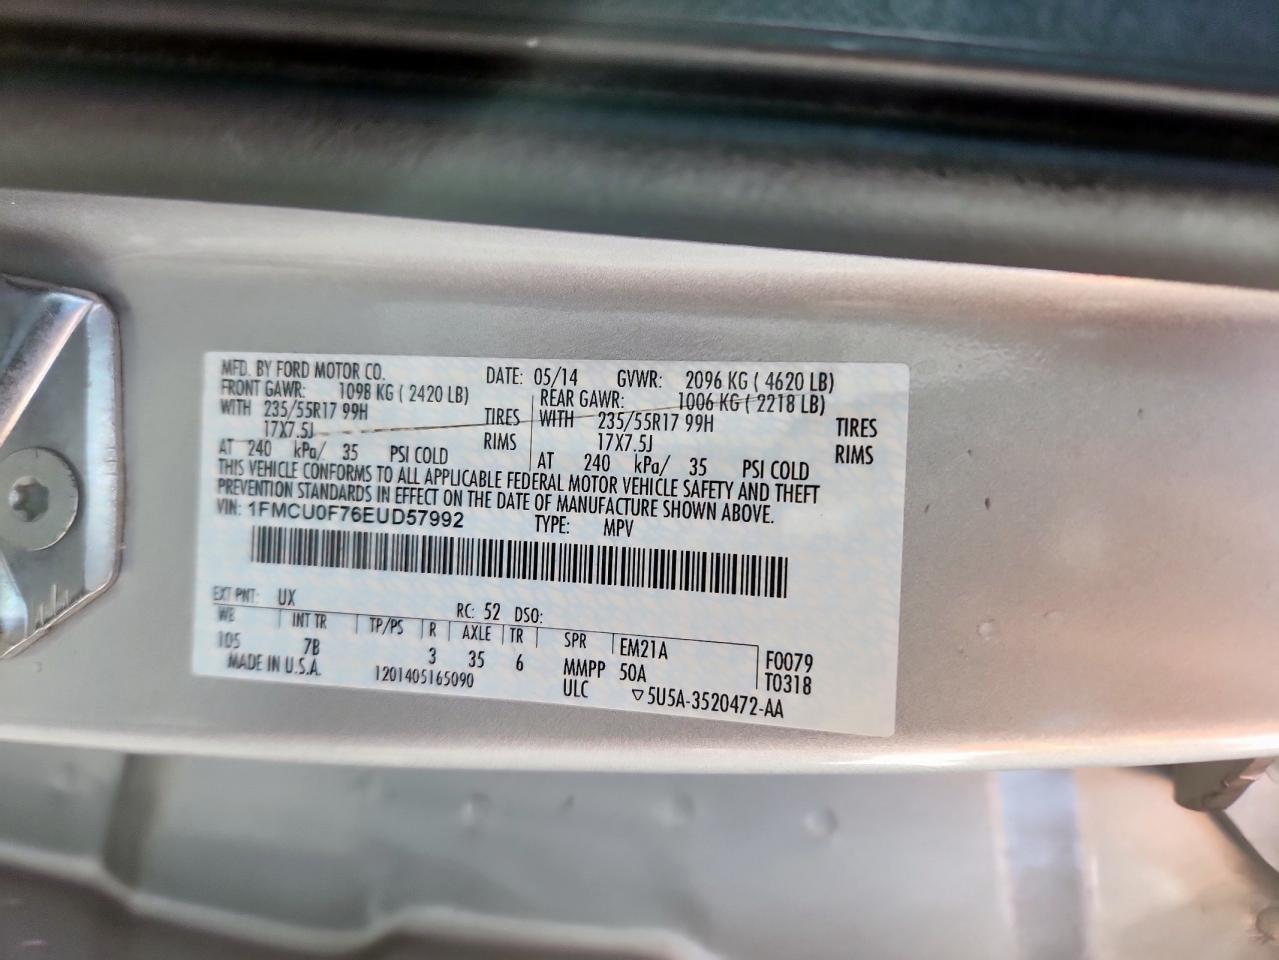 MFD. BY FORD MOTOR CO. DATE: 05/14 GVWR: 2096 KG ( 4620 LB)
FRONT GAWR: 1098 KG ( 2420 LB) REAR GAWR: 1006 KG ( 2218 LB)
WITH 235/55R17 99H TIRES WITH 235/55R17 99H TIRES
17X7.5J RIMS 17X7.5J RIMS
AT 240 kPa/ 35 PSI COLD AT 240 kPa/ 35 PSI COLD
THIS VEHICLE CONFORMS TO ALL APPLICABLE FEDERAL MOTOR VEHICLE SAFETY AND THEFT
PREVENTION STANDARDS IN EFFECT ON THE DATE OF MANUFACTURE SHOWN ABOVE.
VIN: 1FMCU0F76EUD57992 TYPE: MPV
EXT PNT: UX RC: 52 DSO:
WB INT TR TP/PS R AXLE TR SPR EM21A F0079
105 7B 3 35 6 MMPP 50A T0318
MADE IN U.S.A. 1201405165090 ULC ▽5U5A-3520472-AA